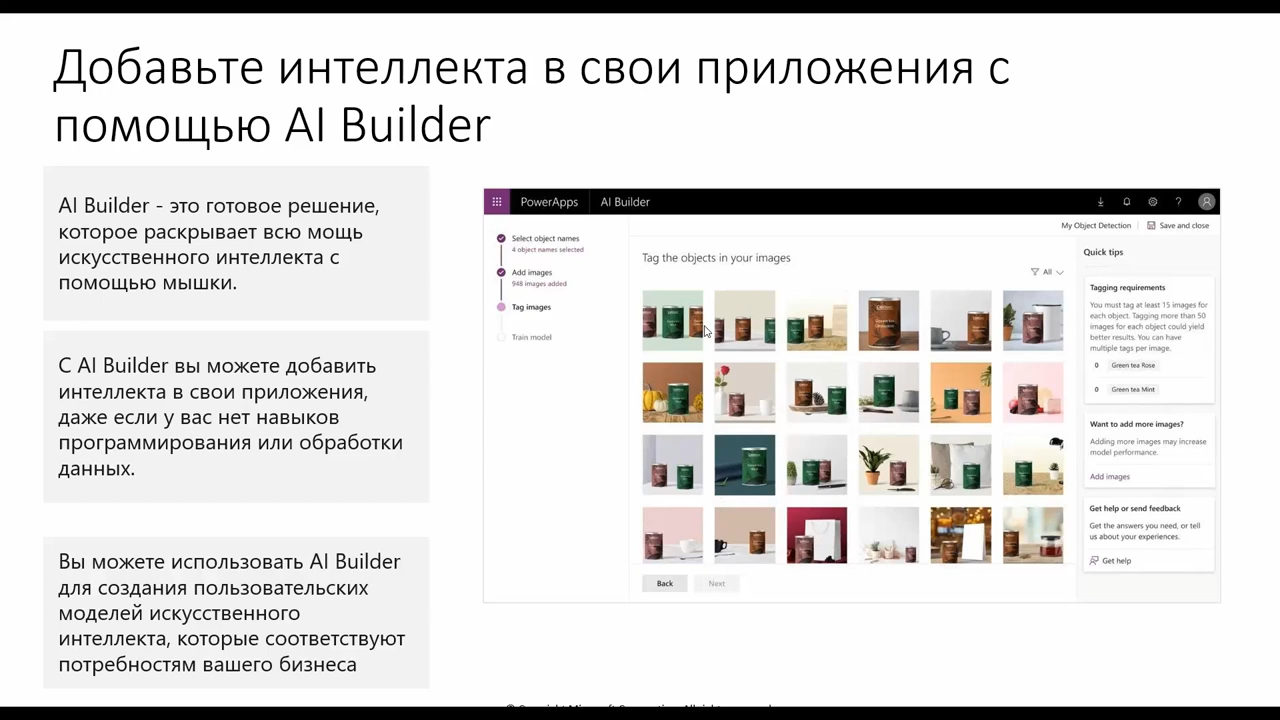 Добавьте интеллекта в свои приложения с
помощью AI Builder
AI Builder - это готовое решение,
которое раскрывает всю мощь
искусственного интеллекта с
помощью мышки.
С AI Builder вы можете добавить
интеллекта в свои приложения,
даже если у вас нет навыков
программирования или обработки
данных.
Вы можете использовать AI Builder
для создания пользовательских
моделей искусственного
интеллекта, которые соответствуют
потребностям вашего бизнеса
PowerApps AI Builder
?
My Object Detection Save and close
Select object names
4 object names selected
Add images
948 images added
Tag images
Train model
Tag the objects in your images
All
Back Next
Quick tips
Tagging requirements
You must tag at least 15 images for
each object. Tagging more than 50
images for each object could yield
better results. You can have
multiple tags per image.
0 Green tea Rose
0 Green tea Mint
Want to add more images?
Adding more images may increase
model performance.
Add images
Get help or send feedback
Get the answers you need, or tell
us about your experiences.
Get help